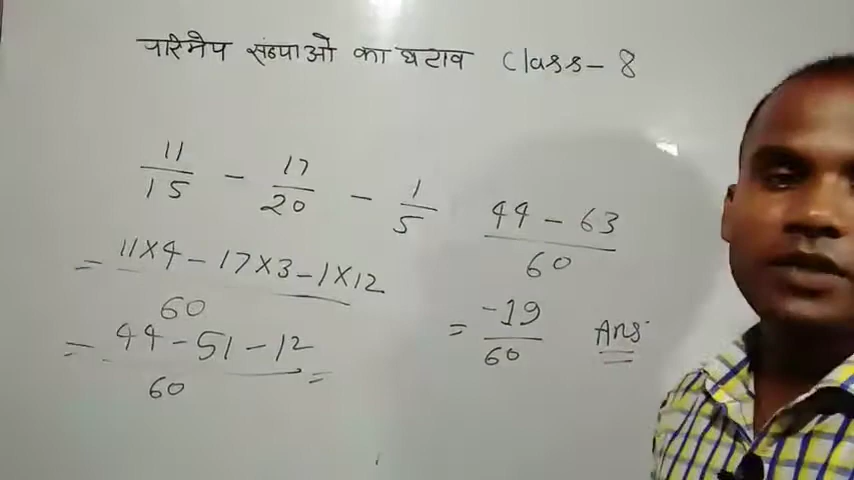 परिमेय संख्याओ का घटाव Class - 8
11/15 - 17/20 - 1/5
= 11×4 - 17×3 - 1×12 / 60
= 44 - 51 - 12 / 60 =
44 - 63 / 60
= -19 / 60 Ans